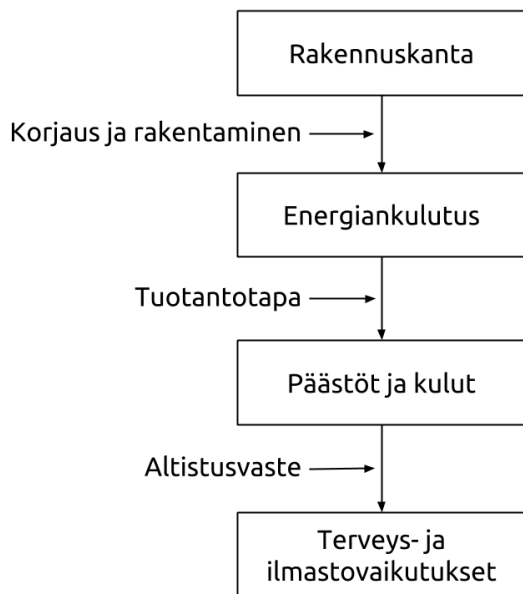 Rakennuskanta
Korjaus ja rakentaminen
Energiankulutus
Tuotantotapa
Päästöt ja kulut
Altistusvaste
Terveys- ja
ilmastovaikutukset